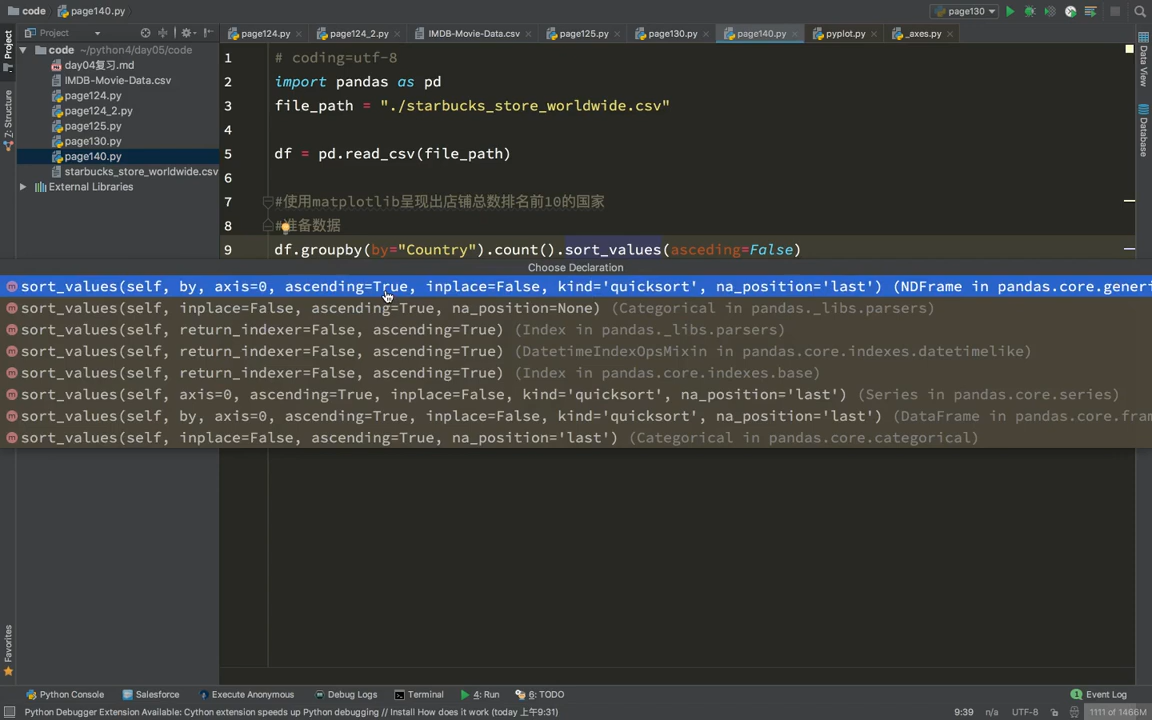 code page140.py
page130
Project
page124.py
page124_2.py
IMDB-Movie-Data.csv
page125.py
page130.py
page140.py
pyplot.py
_axes.py
code ~/python4/day05/code
day04复习.md
IMDB-Movie-Data.csv
page124.py
page124_2.py
page125.py
page130.py
page140.py
starbucks_store_worldwide.csv
External Libraries
Project
Z: Structure
Favorites
Data View
Database
1 # coding=utf-8
2 import pandas as pd
3 file_path = "./starbucks_store_worldwide.csv"
4
5 df = pd.read_csv(file_path)
6
7 #使用matplotlib呈现出店铺总数排名前10的国家
8 #准备数据
9 df.groupby(by="Country").count().sort_values(asceding=False)
Choose Declaration
sort_values(self, by, axis=0, ascending=True, inplace=False, kind='quicksort', na_position='last') (NDFrame in pandas.core.generi
sort_values(self, inplace=False, ascending=True, na_position=None) (Categorical in pandas._libs.parsers)
sort_values(self, return_indexer=False, ascending=True) (Index in pandas._libs.parsers)
sort_values(self, return_indexer=False, ascending=True) (DatetimeIndexOpsMixin in pandas.core.indexes.datetimelike)
sort_values(self, return_indexer=False, ascending=True) (Index in pandas.core.indexes.base)
sort_values(self, axis=0, ascending=True, inplace=False, kind='quicksort', na_position='last') (Series in pandas.core.series)
sort_values(self, by, axis=0, ascending=True, inplace=False, kind='quicksort', na_position='last') (DataFrame in pandas.core.fram
sort_values(self, inplace=False, ascending=True, na_position='last') (Categorical in pandas.core.categorical)
Python Console Salesforce Execute Anonymous Debug Logs Terminal 4: Run 6: TODO 1 Event Log
Python Debugger Extension Available: Cython extension speeds up Python debugging // Install How does it work (today 上午9:31) 9:39 n/a UTF-8 1111 of 1466M